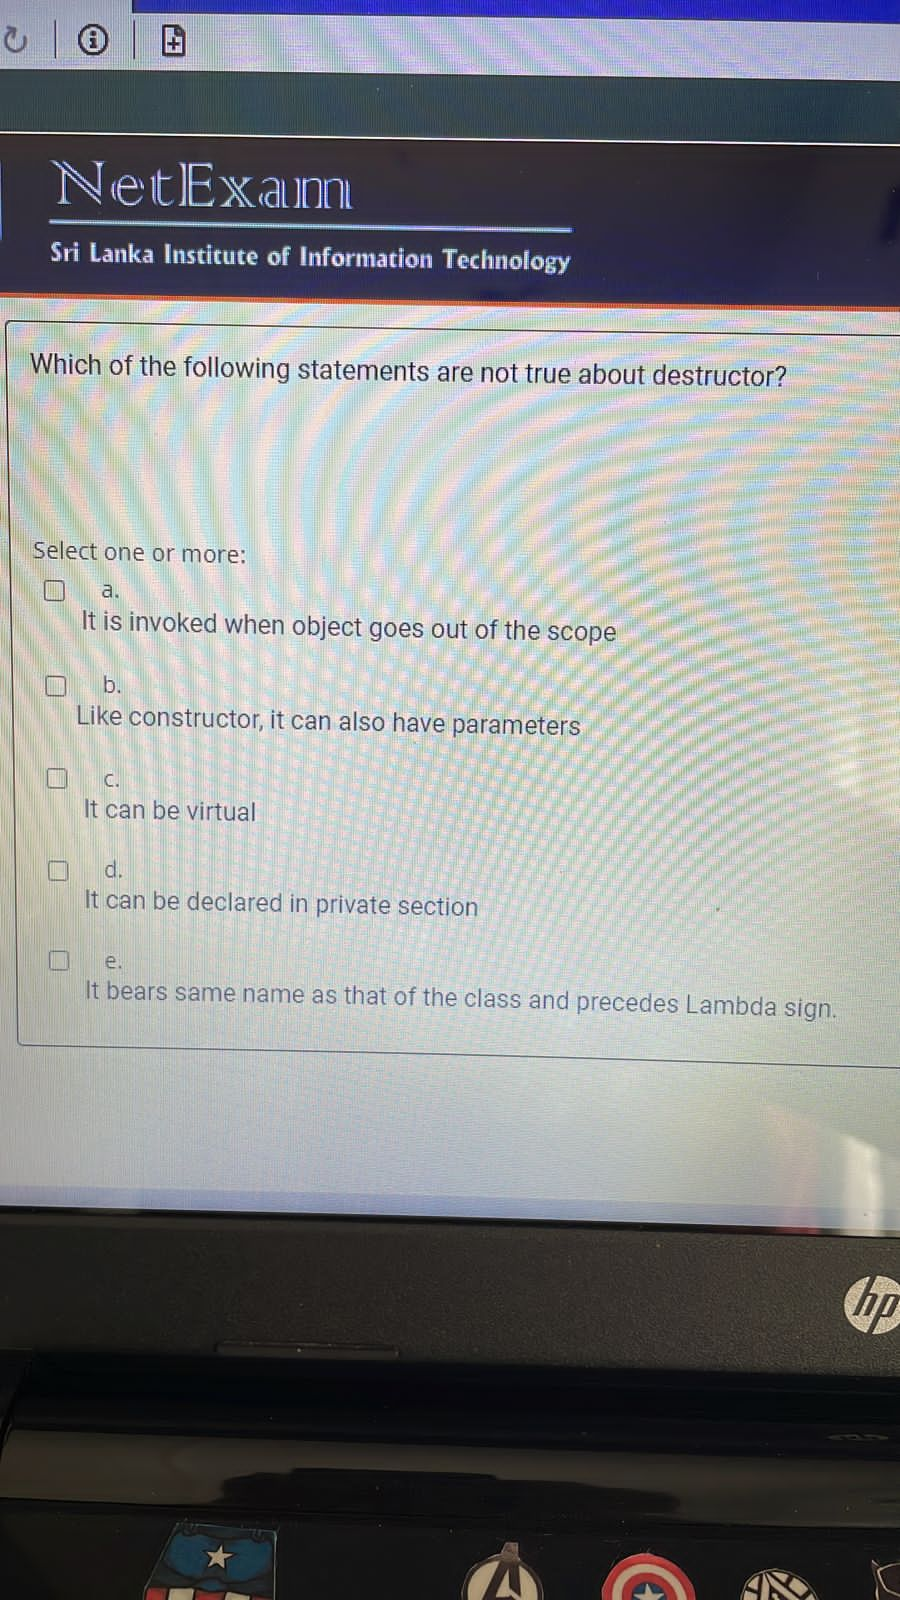 NetExam
Sri Lanka Institute of Information Technology
Which of the following statements are not true about destructor?
Select one or more:
a.
It is invoked when object goes out of the scope
b.
Like constructor, it can also have parameters
c.
It can be virtual
d.
It can be declared in private section
e.
It bears same name as that of the class and precedes Lambda sign.
hp